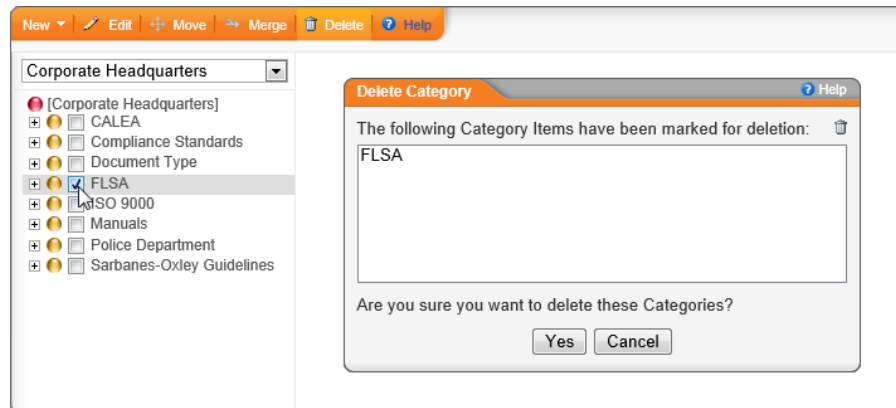 New Edit Move Merge Delete Help
Corporate Headquarters
[Corporate Headquarters]
CALEA
Compliance Standards
Document Type
FLSA
ISO 9000
Manuals
Police Department
Sarbanes-Oxley Guidelines
Delete Category Help
The following Category Items have been marked for deletion:
FLSA
Are you sure you want to delete these Categories?
Yes Cancel